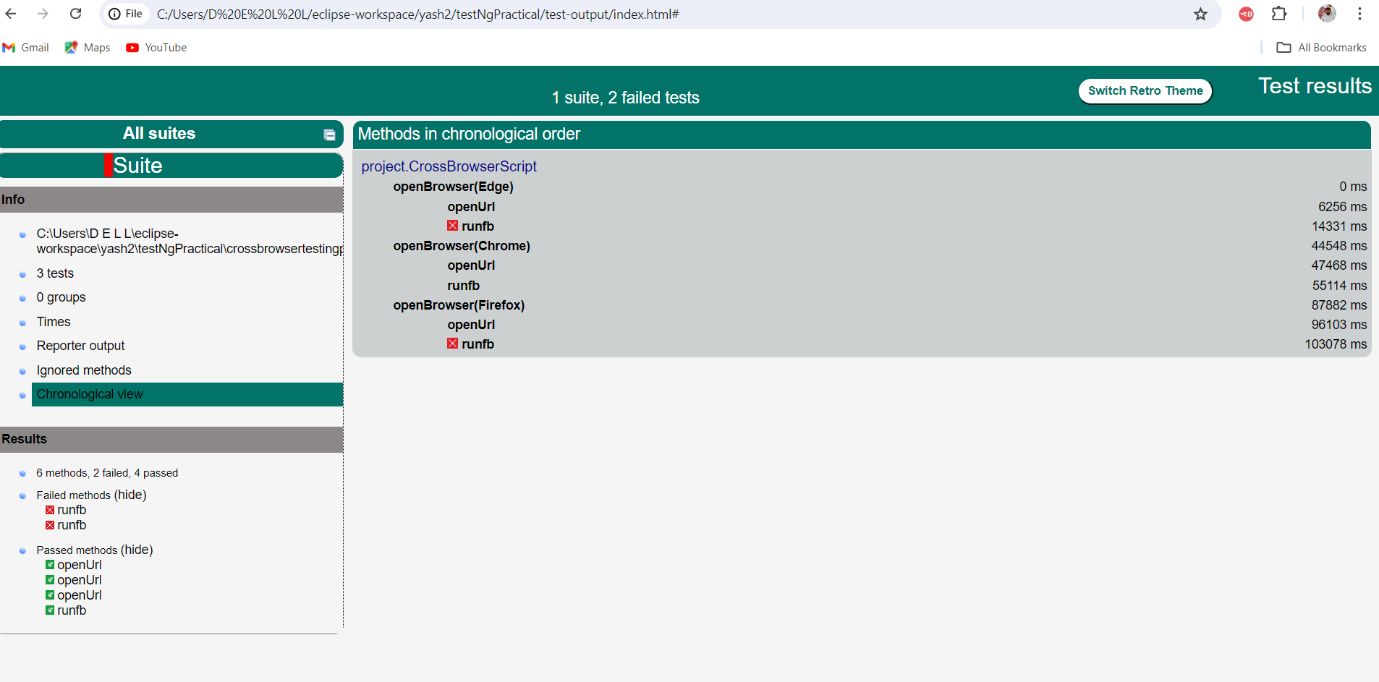 File C:/Users/D%20E%20L%20L/eclipse-workspace/yash2/testNgPractical/test-output/index.html#
Gmail Maps YouTube All Bookmarks
1 suite, 2 failed tests Switch Retro Theme Test results
All suites
Suite
Info
C:\Users\D E L L\eclipse-
workspace\yash2\testNgPractical\crossbrowsertestingp
3 tests
0 groups
Times
Reporter output
Ignored methods
Chronological view
Results
6 methods, 2 failed, 4 passed
Failed methods (hide)
runfb
runfb
Passed methods (hide)
openUrl
openUrl
openUrl
runfb
Methods in chronological order
project.CrossBrowserScript
openBrowser(Edge) 0 ms
openUrl 6256 ms
runfb 14331 ms
openBrowser(Chrome) 44548 ms
openUrl 47468 ms
runfb 55114 ms
openBrowser(Firefox) 87882 ms
openUrl 96103 ms
runfb 103078 ms